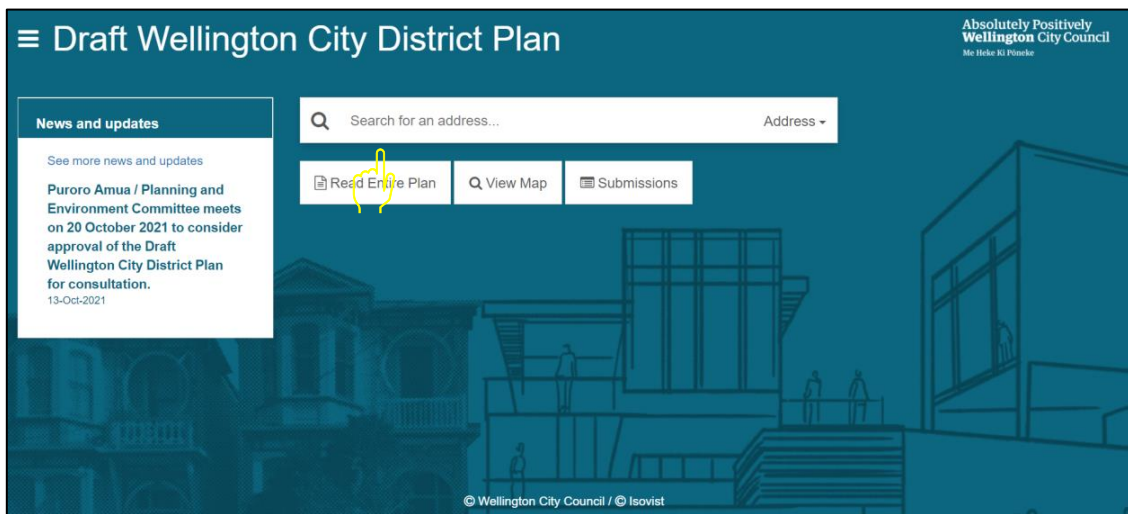 Draft Wellington City District Plan
Absolutely Positively
Wellington City Council
Me Heke Ki Pōneke
News and updates
See more news and updates
Puroro Amua / Planning and
Environment Committee meets
on 20 October 2021 to consider
approval of the Draft
Wellington City District Plan
for consultation.
13-Oct-2021
Search for an address...
Address
Read Entire Plan
View Map
Submissions
© Wellington City Council / © Isovist